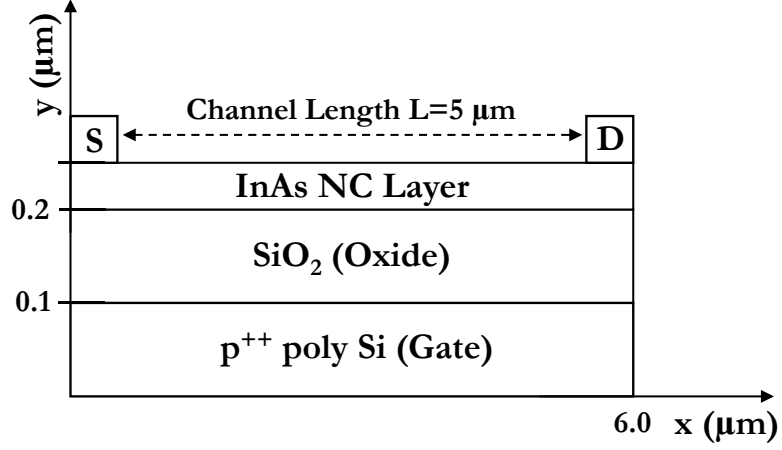 y (μm)
Channel Length L=5 μm
S
D
InAs NC Layer
0.2
SiO₂ (Oxide)
0.1
p⁺⁺ poly Si (Gate)
6.0
x (μm)